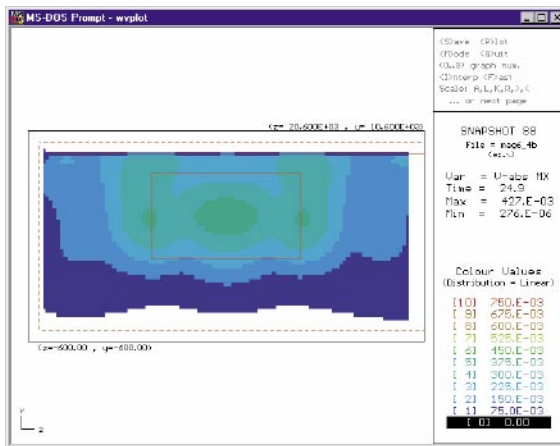 MS-DOS Prompt - wvplot
(S)ave (P)lot
(M)ode (Q)uit
(0..9) graph num.
(I)nterp (F)ast
Scale: A,L,K,R,),(
... or next page
(z= 20.600E+03 , y= 10.600E+03)
SNAPSHOT 88
File = mag6_4b
Var = V-abs MX
Time = 24.9
Max = 427.E-03
Min = 276.E-06
Colour Values
(Distribution = Linear)
[10] 750.E-03
[ 9] 675.E-03
[ 8] 600.E-03
[ 7] 525.E-03
[ 6] 450.E-03
[ 5] 375.E-03
[ 4] 300.E-03
[ 3] 225.E-03
[ 2] 150.E-03
[ 1] 75.0E-03
[ 0] 0.00
(z=-600.00 , y=-600.00)
y
z